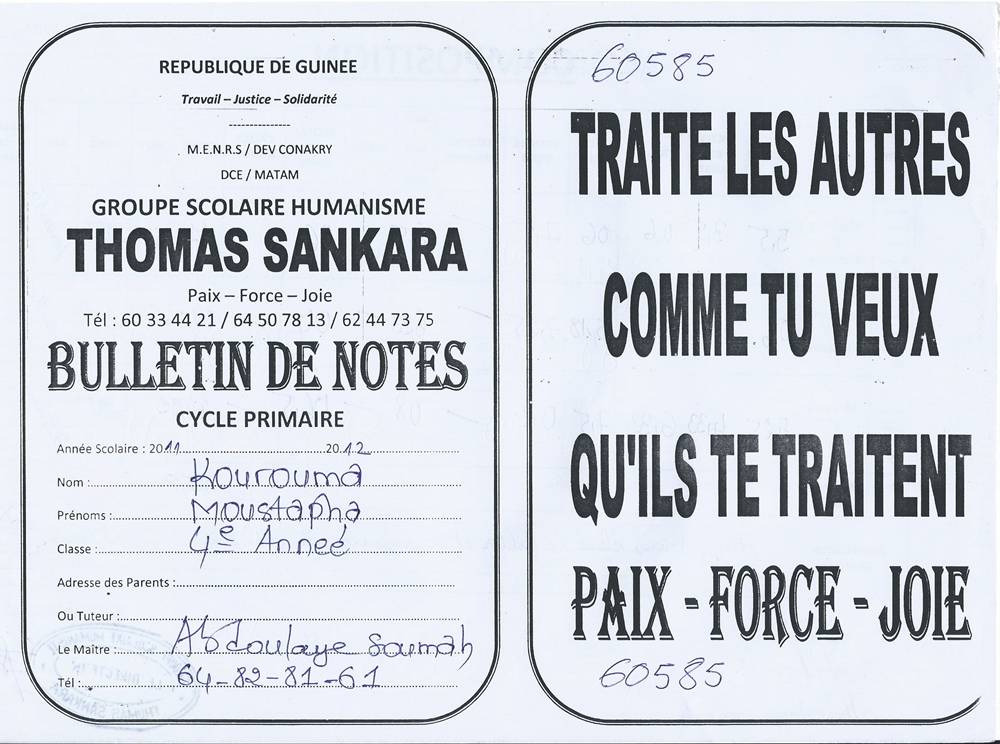 REPUBLIQUE DE GUINEE
Travail – Justice – Solidarité
---------------
M.E.N.R.S / DEV CONAKRY
DCE / MATAM
GROUPE SCOLAIRE HUMANISME
THOMAS SANKARA
Paix – Force – Joie
Tél : 60 33 44 21 / 64 50 78 13 / 62 44 73 75
BULLETIN DE NOTES
CYCLE PRIMAIRE
Année Scolaire : 2011 2012
Nom : Kourouma
Prénoms : Moustapha
Classe : 4e Anneé
Adresse des Parents :
Ou Tuteur :
Le Maître : Abdoulaye Soumah
Tél : 64-82-81-61
THOMAS SANKARA
60585
TRAITE LES AUTRES
COMME TU VEUX
QU'ILS TE TRAITENT
PAIX - FORCE - JOIE
60585